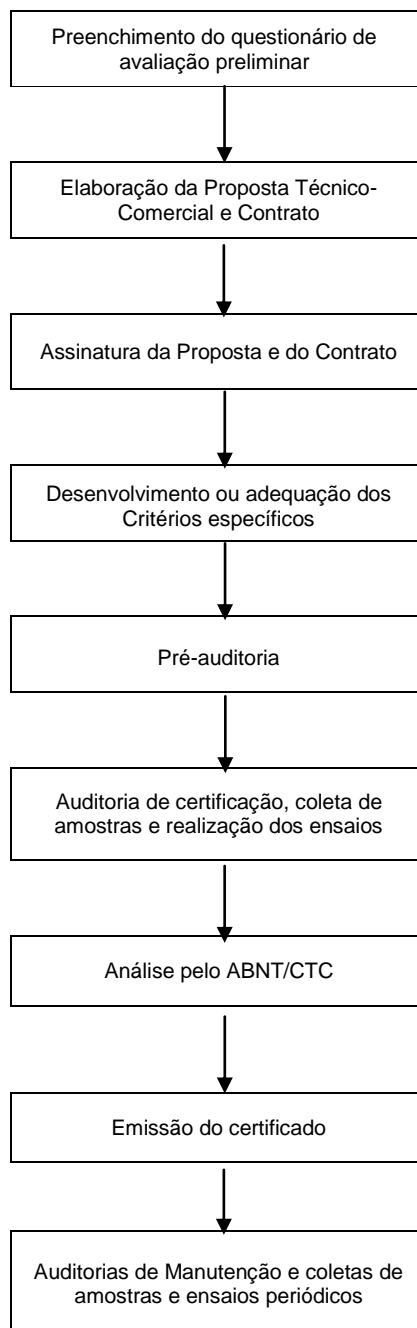 Preenchimento do questionário de
avaliação preliminar
Elaboração da Proposta Técnico-
Comercial e Contrato
Assinatura da Proposta e do Contrato
Desenvolvimento ou adequação dos
Critérios específicos
Pré-auditoria
Auditoria de certificação, coleta de
amostras e realização dos ensaios
Análise pelo ABNT/CTC
Emissão do certificado
Auditorias de Manutenção e coletas de
amostras e ensaios periódicos